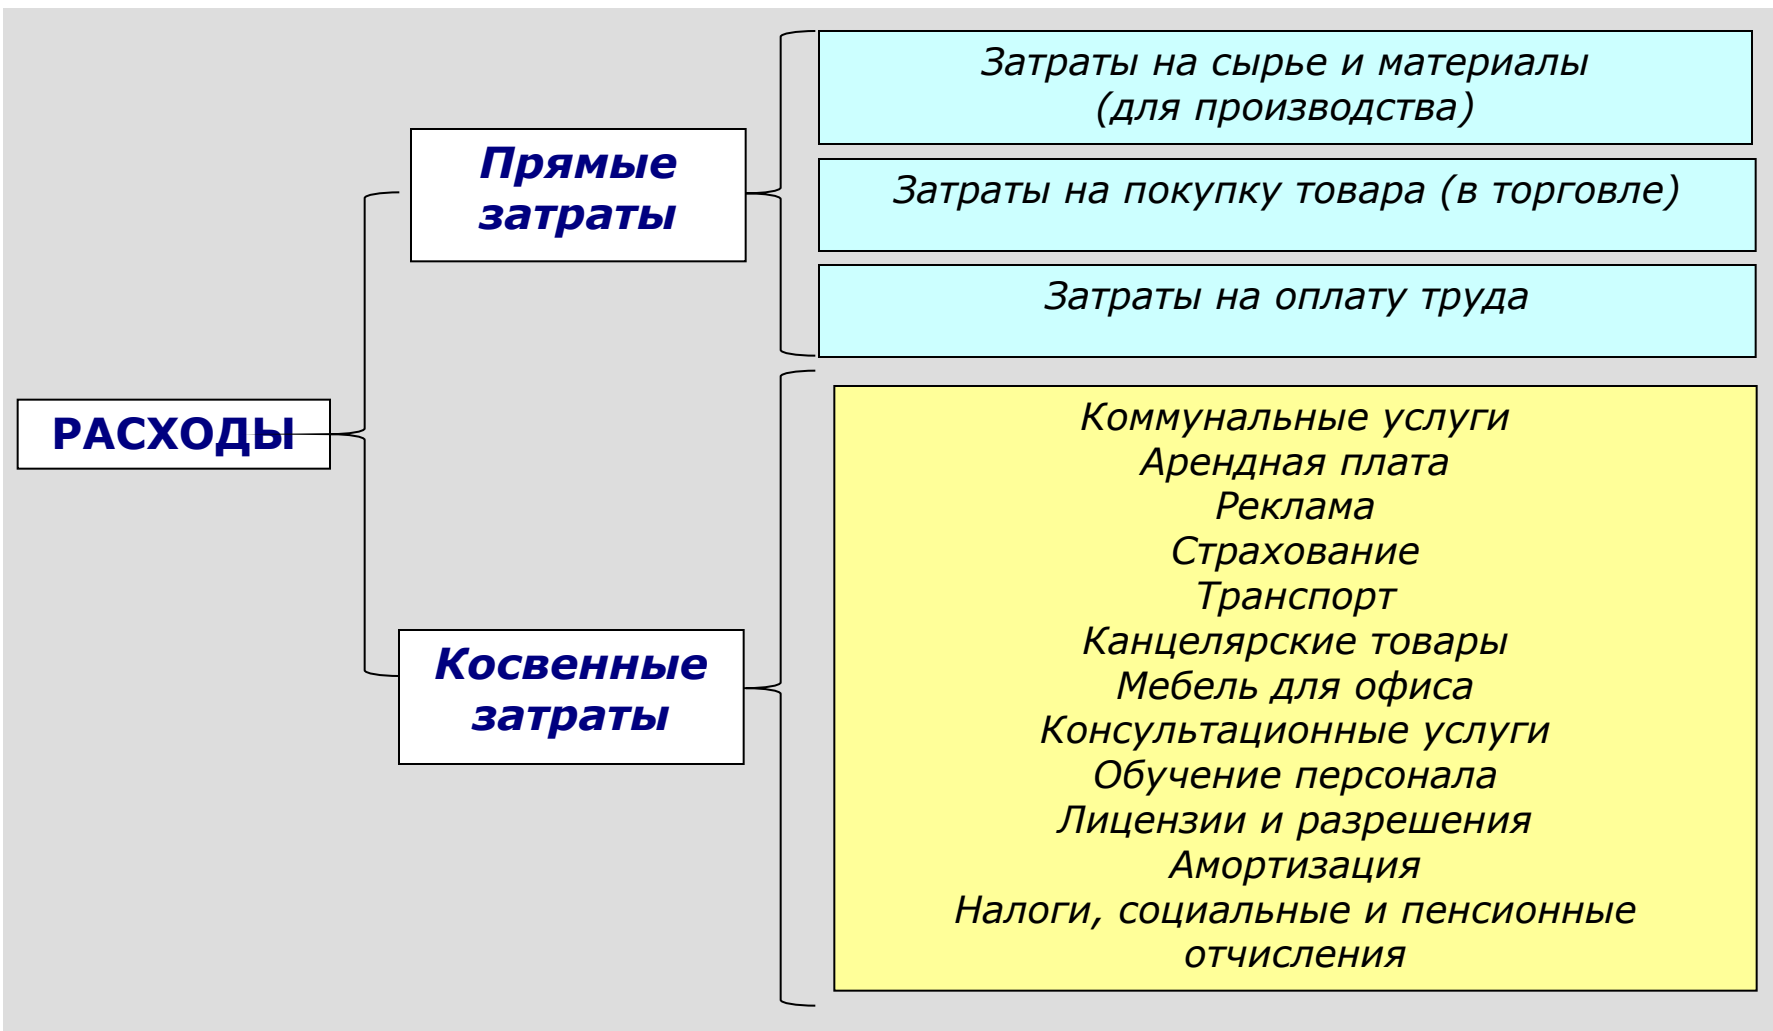 РАСХОДЫ
Прямые
затраты
Затраты на сырье и материалы
(для производства)
Затраты на покупку товара (в торговле)
Затраты на оплату труда
Косвенные
затраты
Коммунальные услуги
Арендная плата
Реклама
Страхование
Транспорт
Канцелярские товары
Мебель для офиса
Консультационные услуги
Обучение персонала
Лицензии и разрешения
Амортизация
Налоги, социальные и пенсионные
отчисления